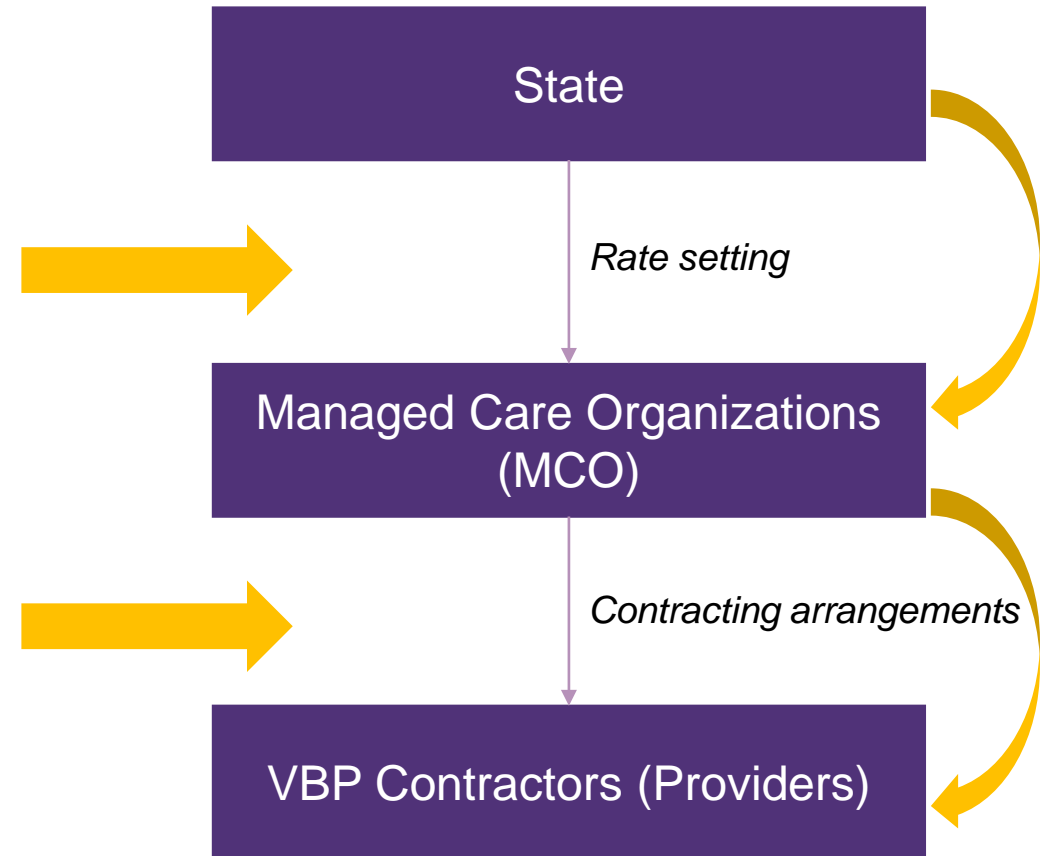 State
Rate setting
Managed Care Organizations
(MCO)
Contracting arrangements
VBP Contractors (Providers)